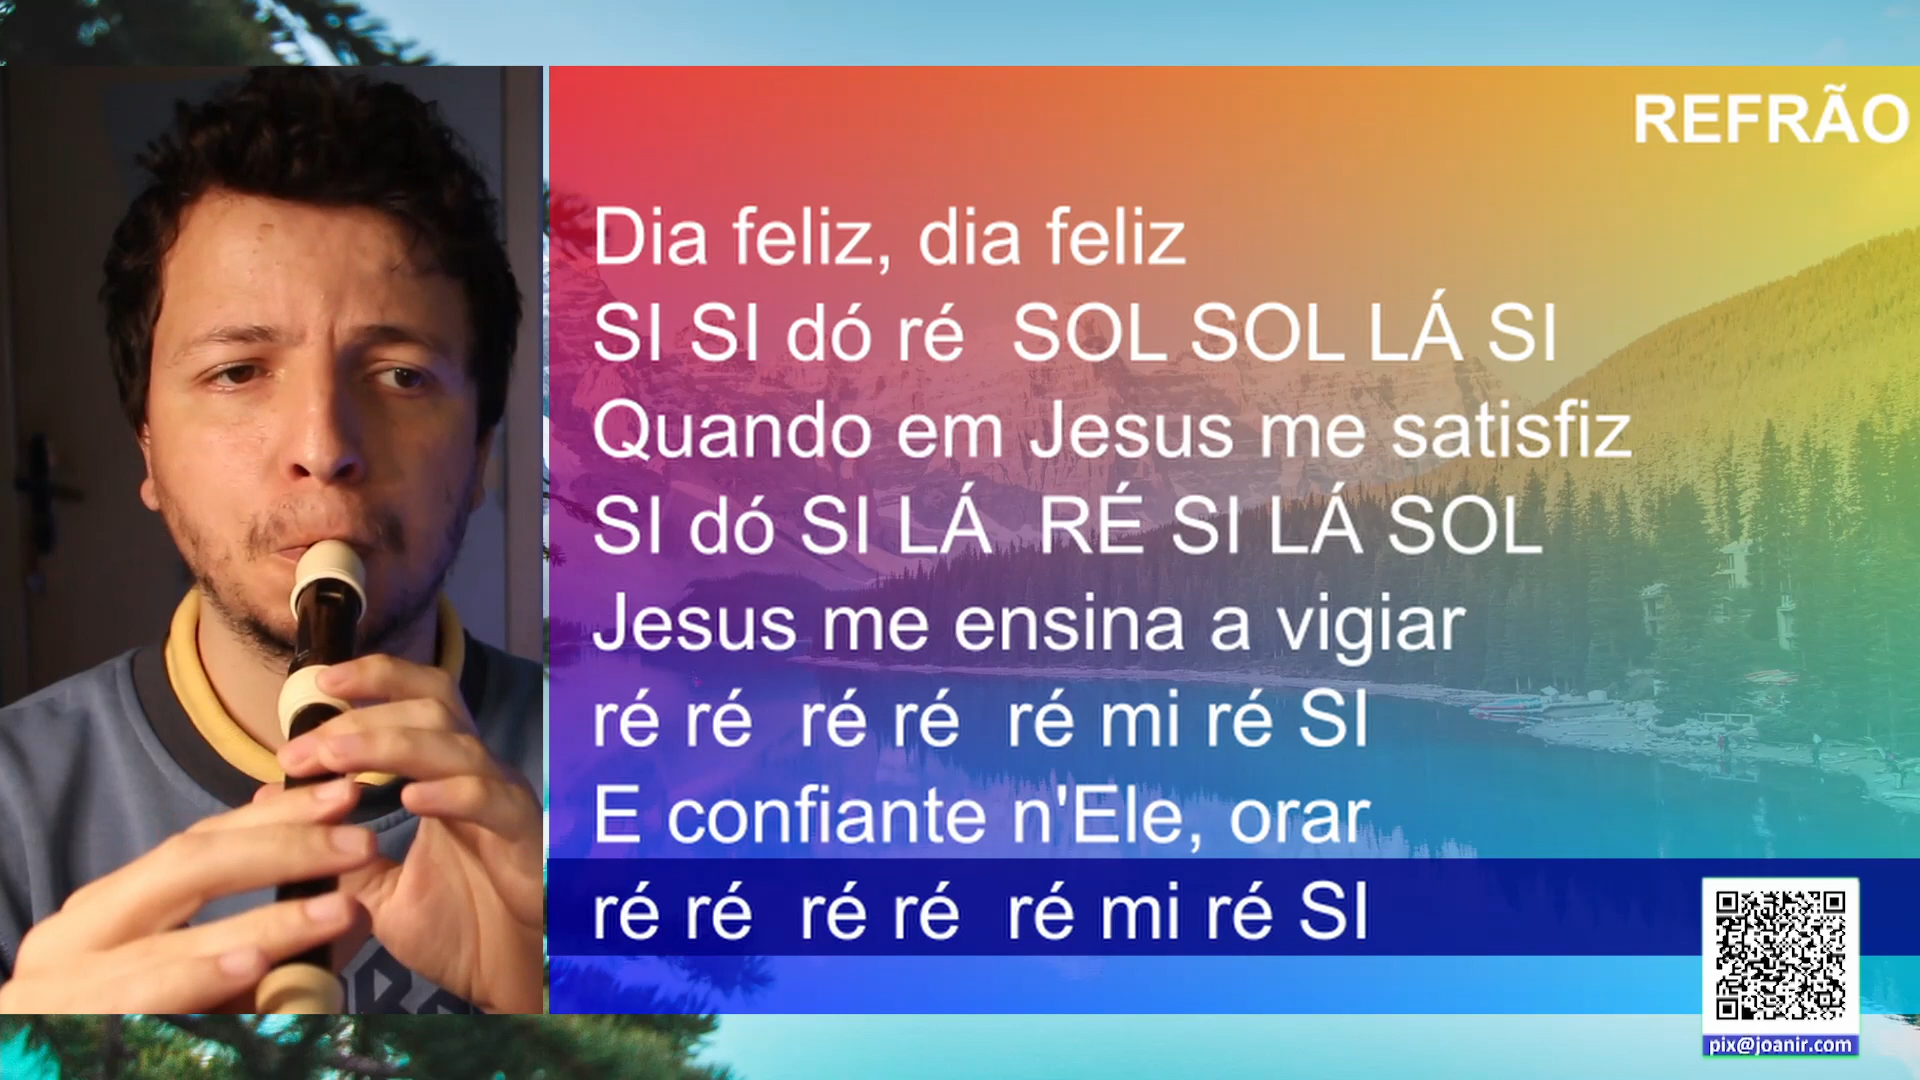 REFRÃO
Dia feliz, dia feliz
SI SI dó ré SOL SOL LÁ SI
Quando em Jesus me satisfiz
SI dó SI LÁ RÉ SI LÁ SOL
Jesus me ensina a vigiar
ré ré ré ré ré mi ré SI
E confiante n'Ele, orar
ré ré ré ré ré mi ré SI
pix@joanir.com